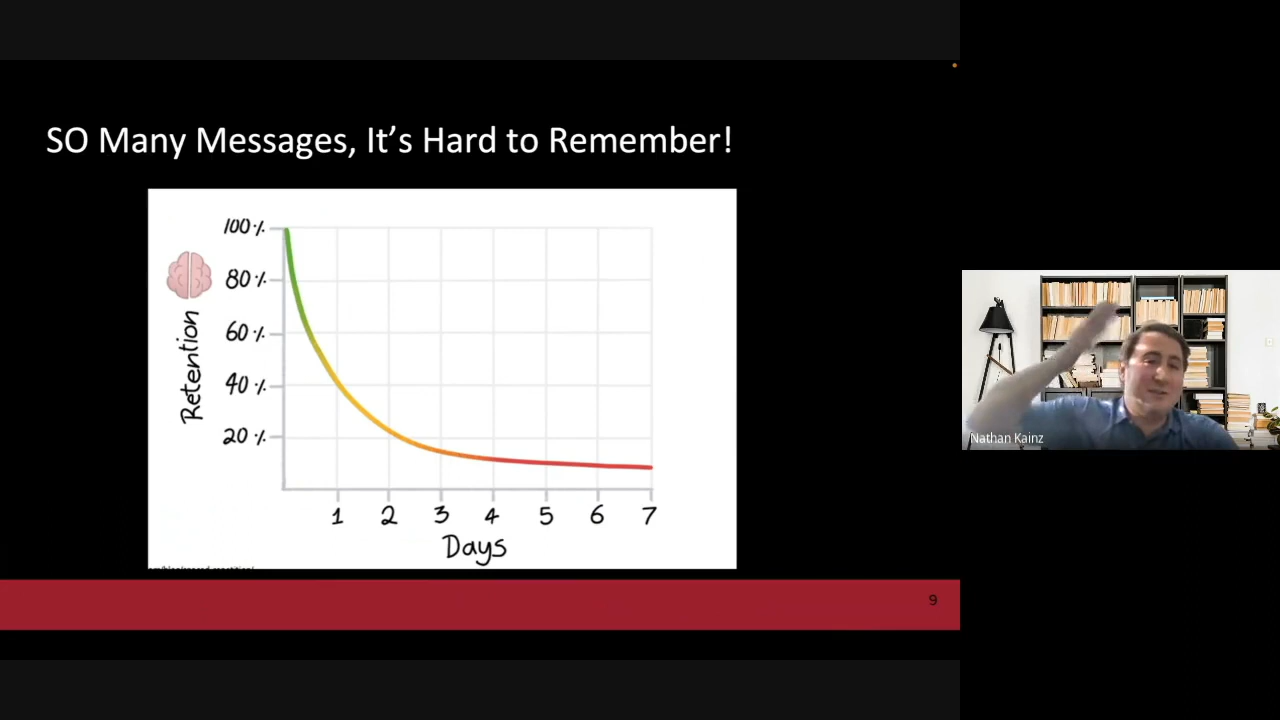 SO Many Messages, It’s Hard to Remember!
100%
80%
60%
40%
20%
Retention
1 2 3 4 5 6 7
Days
9
Nathan Kainz